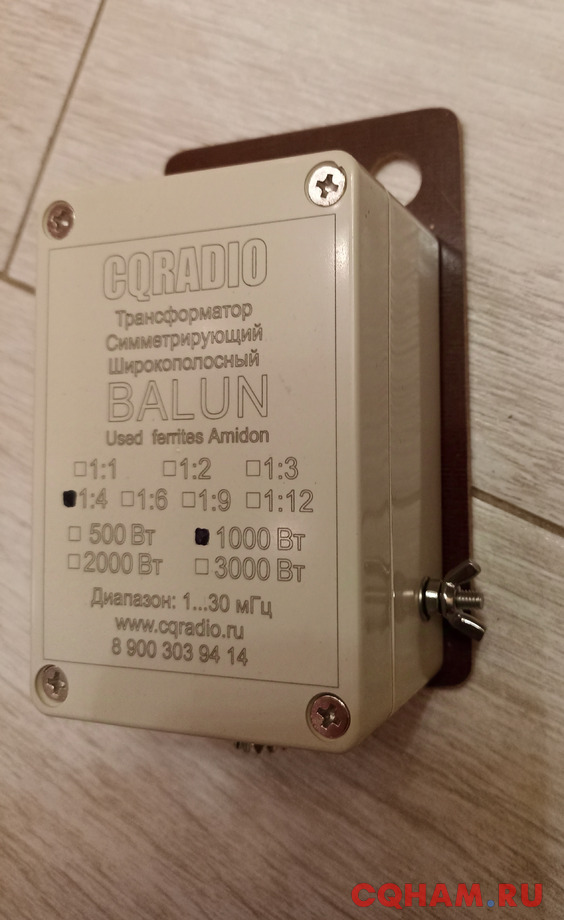 CQRADIO
Трансформатор
Симметрирующий
Широкополосный
BALUN
Used ferrites Amidon
1:1 1:2 1:3
1:4 1:6 1:9 1:12
500 Вт 1000 Вт
2000 Вт 3000 Вт
Диапазон: 1...30 мГц
www.cqradio.ru
8 900 303 94 14
CQHAM.RU